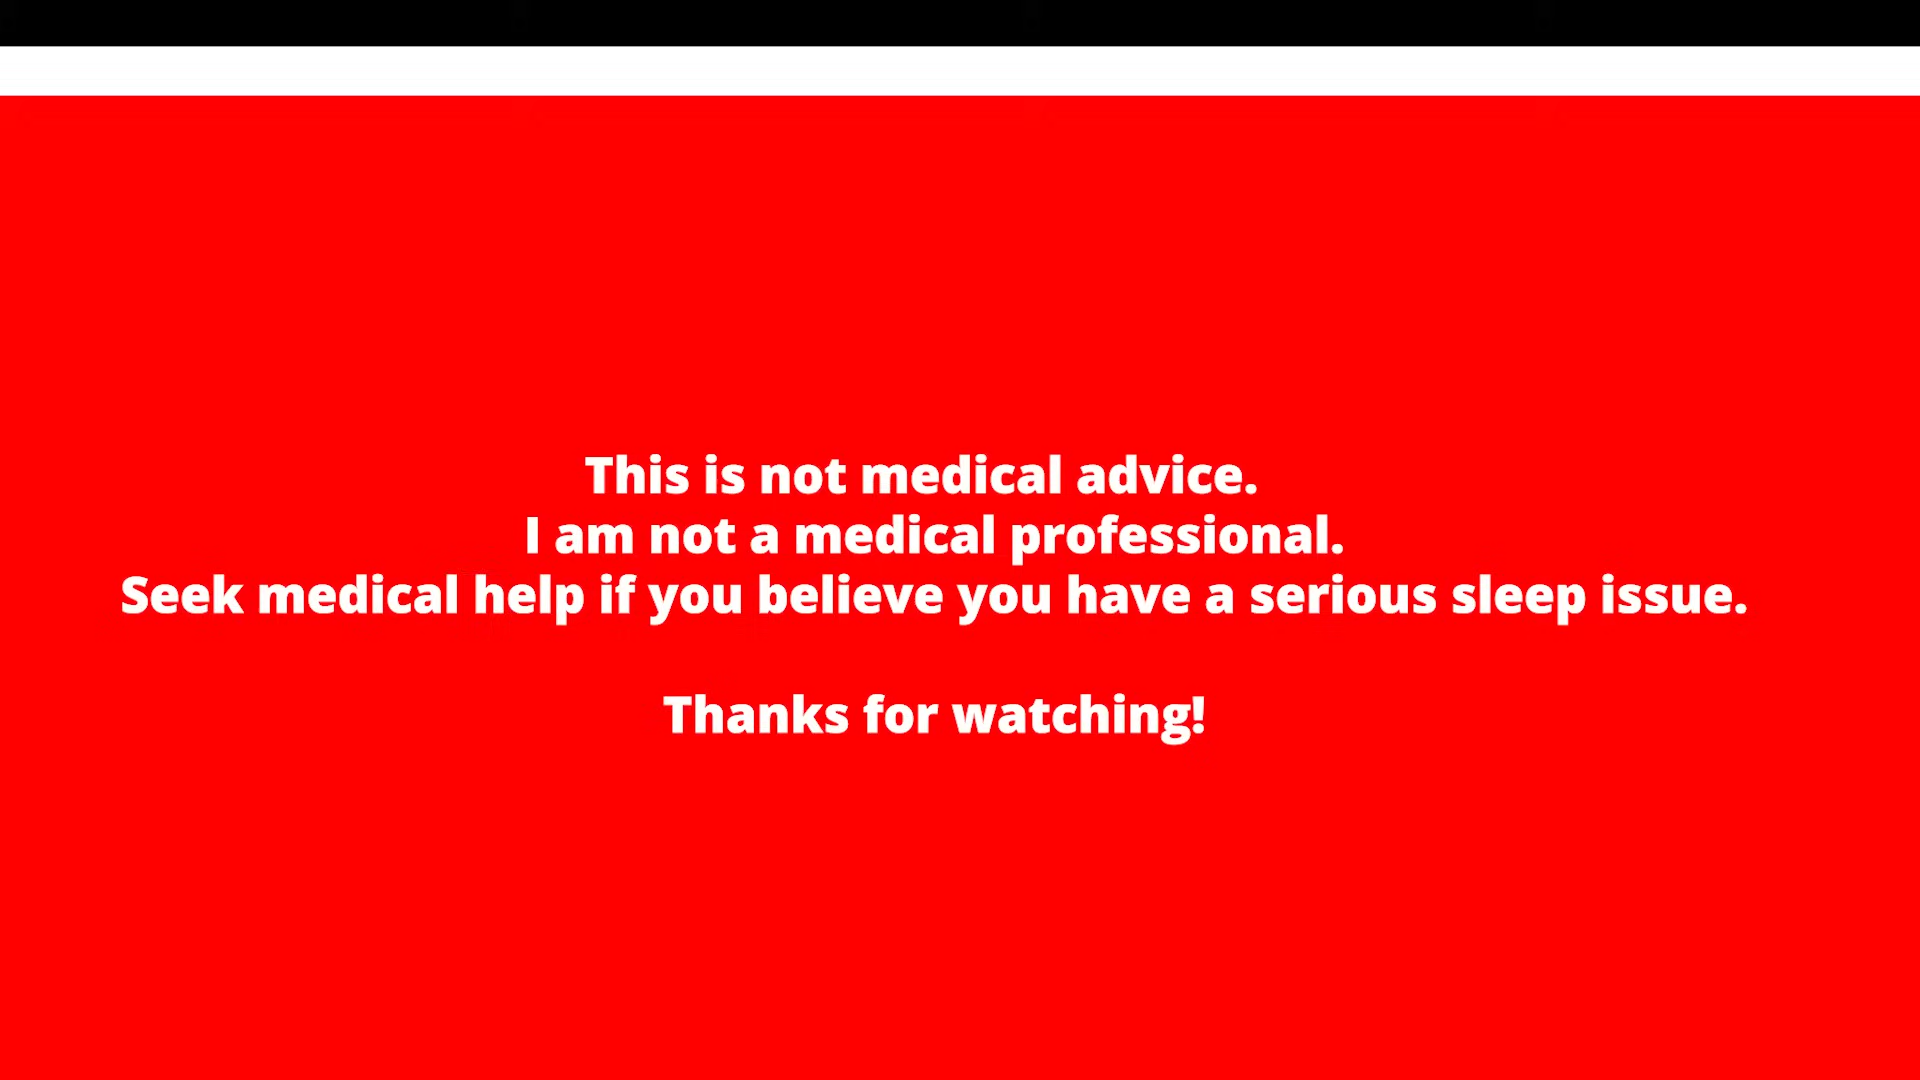 This is not medical advice.
I am not a medical professional.
Seek medical help if you believe you have a serious sleep issue.
Thanks for watching!